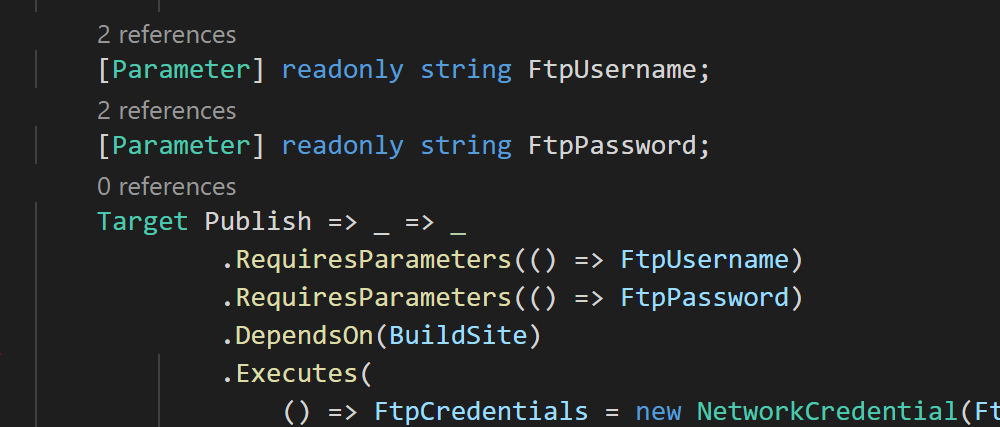 2 references
[Parameter] readonly string FtpUsername;
2 references
[Parameter] readonly string FtpPassword;
0 references
Target Publish => _ => _
.RequiresParameters(() => FtpUsername)
.RequiresParameters(() => FtpPassword)
.DependsOn(BuildSite)
.Executes(
() => FtpCredentials = new NetworkCredential(Ft